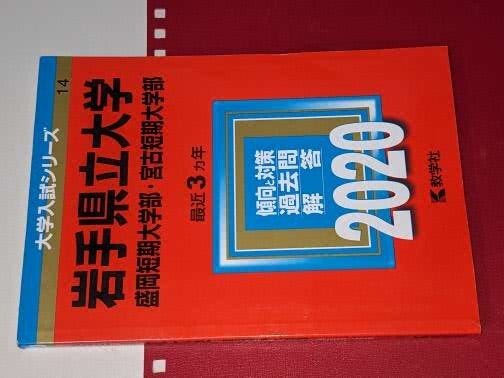 大学入試シリーズ
14
岩手県立大学
盛岡短期大学部・宮古短期大学部
最近3ヵ年
傾向と対策
過去問
解答
2020
教学社